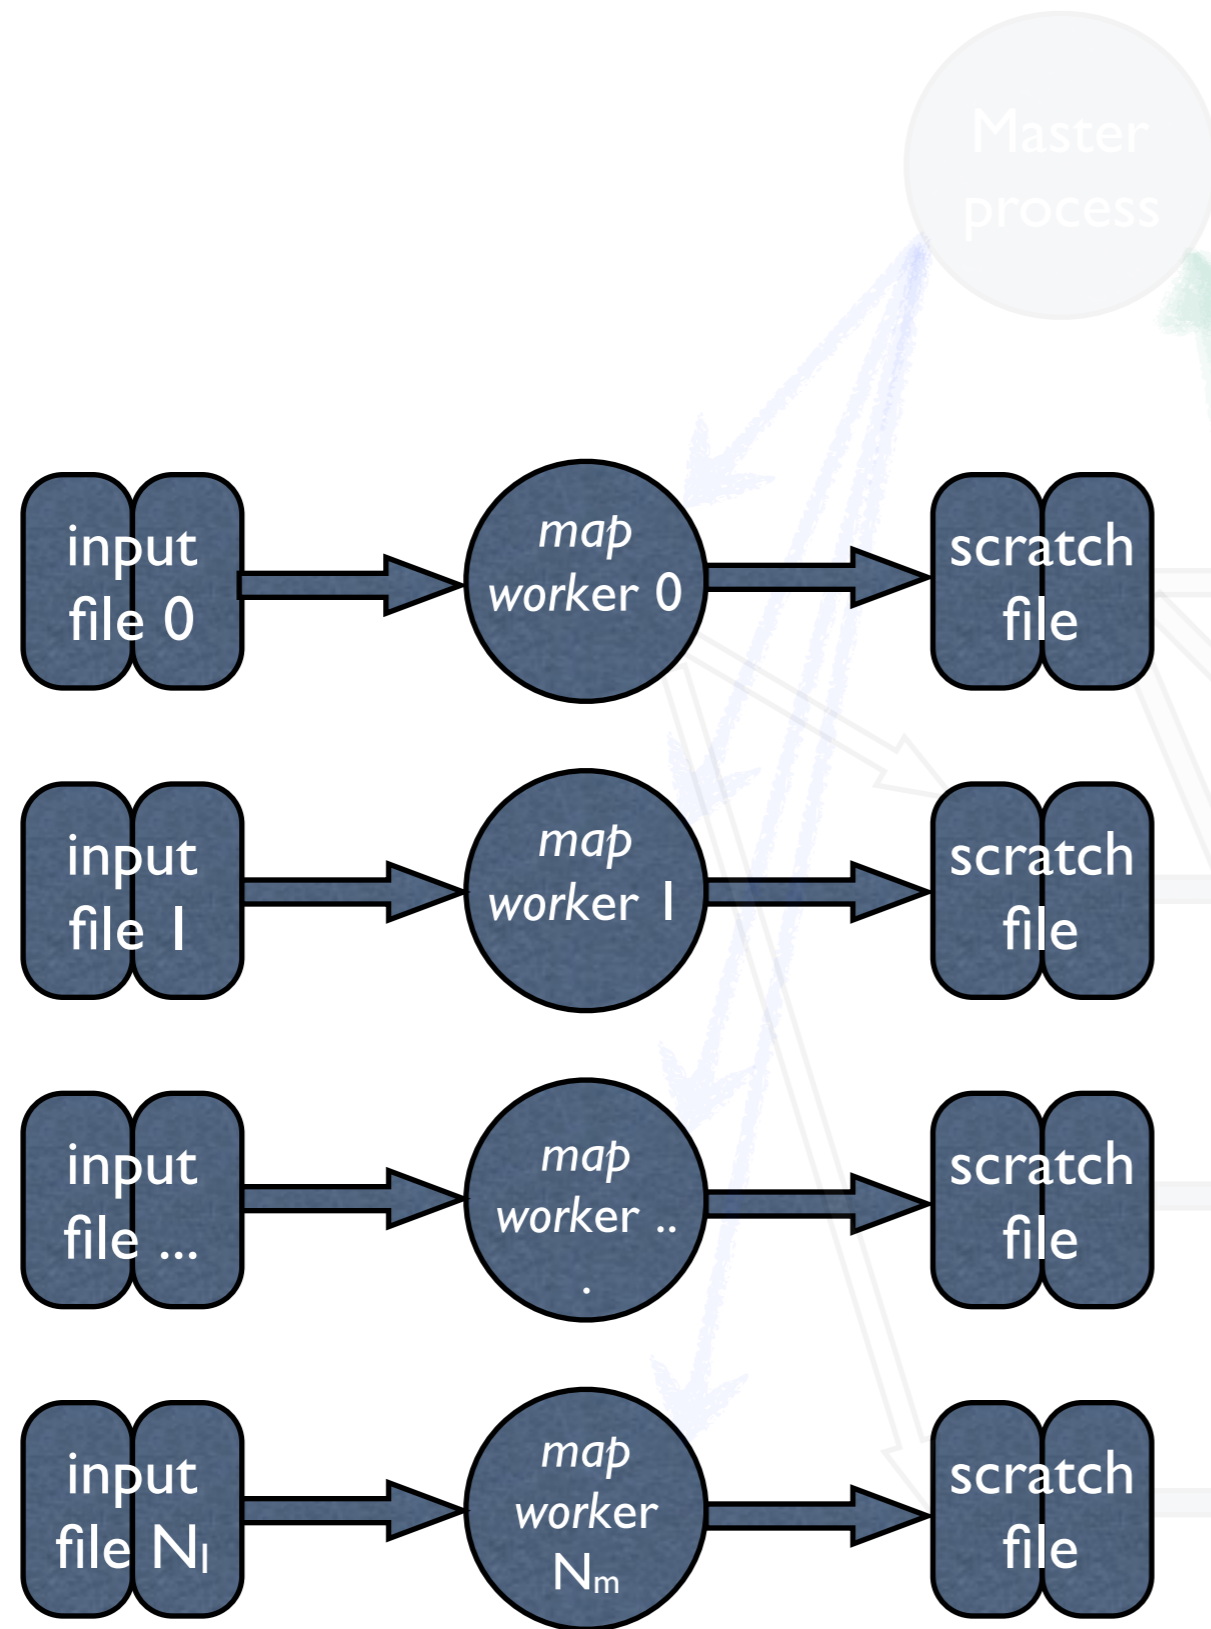 Master
process
input
file 0
map
worker 0
scratch
file
input
file 1
map
worker 1
scratch
file
input
file ...
map
worker ..
.
scratch
file
input
file Nₗ
map
worker
Nₘ
scratch
file